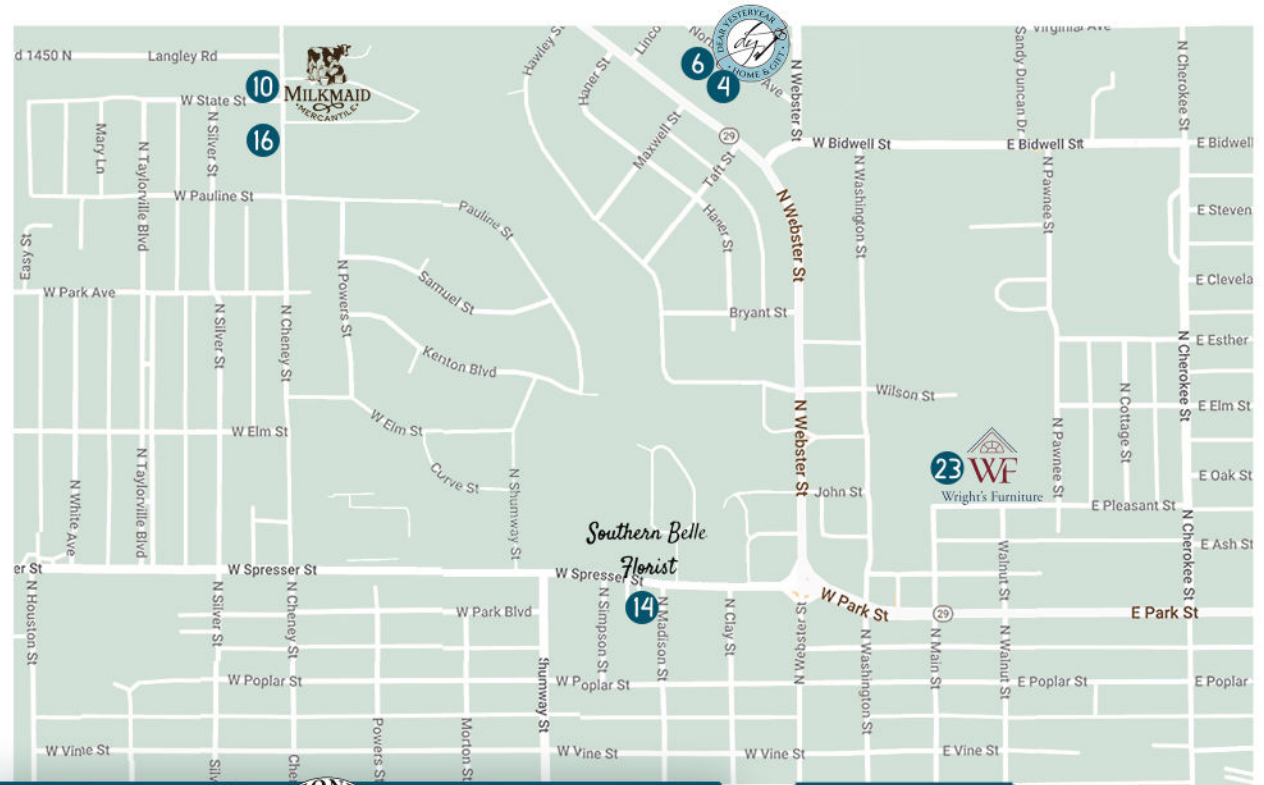 Virginia Ave
Hawley St
Linco
DEAR YESTERYEAR
dy
HOME & GIFT
Sandy Duncan Dr
N Cherokee St
d 1450 N
Langley Rd
Haner St
6
4
Ave
N Webster St
10
MILKMAID
MERCANTILE
W State St
16
Mary Ln
N Taylorville Blvd
N Silver St
Maxwell St
29
Taft St
W Bidwell St
E Bidwell St
E Bidwell
N Washington St
N Pawnee St
W Pauline St
Pauline St
Haner St
N Webster St
E Steven
Easy St
N Powers St
Samuel St
E Clevela
W Park Ave
N Silver St
N Cheney St
Bryant St
E Esther
N Cherokee St
Kenton Blvd
Wilson St
N Cottage St
E Elm St
W Elm St
W Elm St
N Webster St
N Pawnee St
N Taylorville Blvd
Curve St
N Shumway St
23
WF
Wright's Furniture
E Oak St
N White Ave
John St
E Pleasant St
Southern Belle
Florist
N Cherokee St
E Ash St
er St
W Spresser St
W Spresser St
Walnut St
N Houston St
N Silver St
N Cheney St
W Park Blvd
N Simpson St
14
N Madison St
N Clay St
N Webster St
W Park St
29
E Park St
N Washington St
N Main St
N Walnut St
W Poplar St
Shumway St
W Poplar St
E Poplar St
E Poplar
W Vine St
Silv
Che
Powers St
Morton St
W Vine St
W Vine St
E Vine St